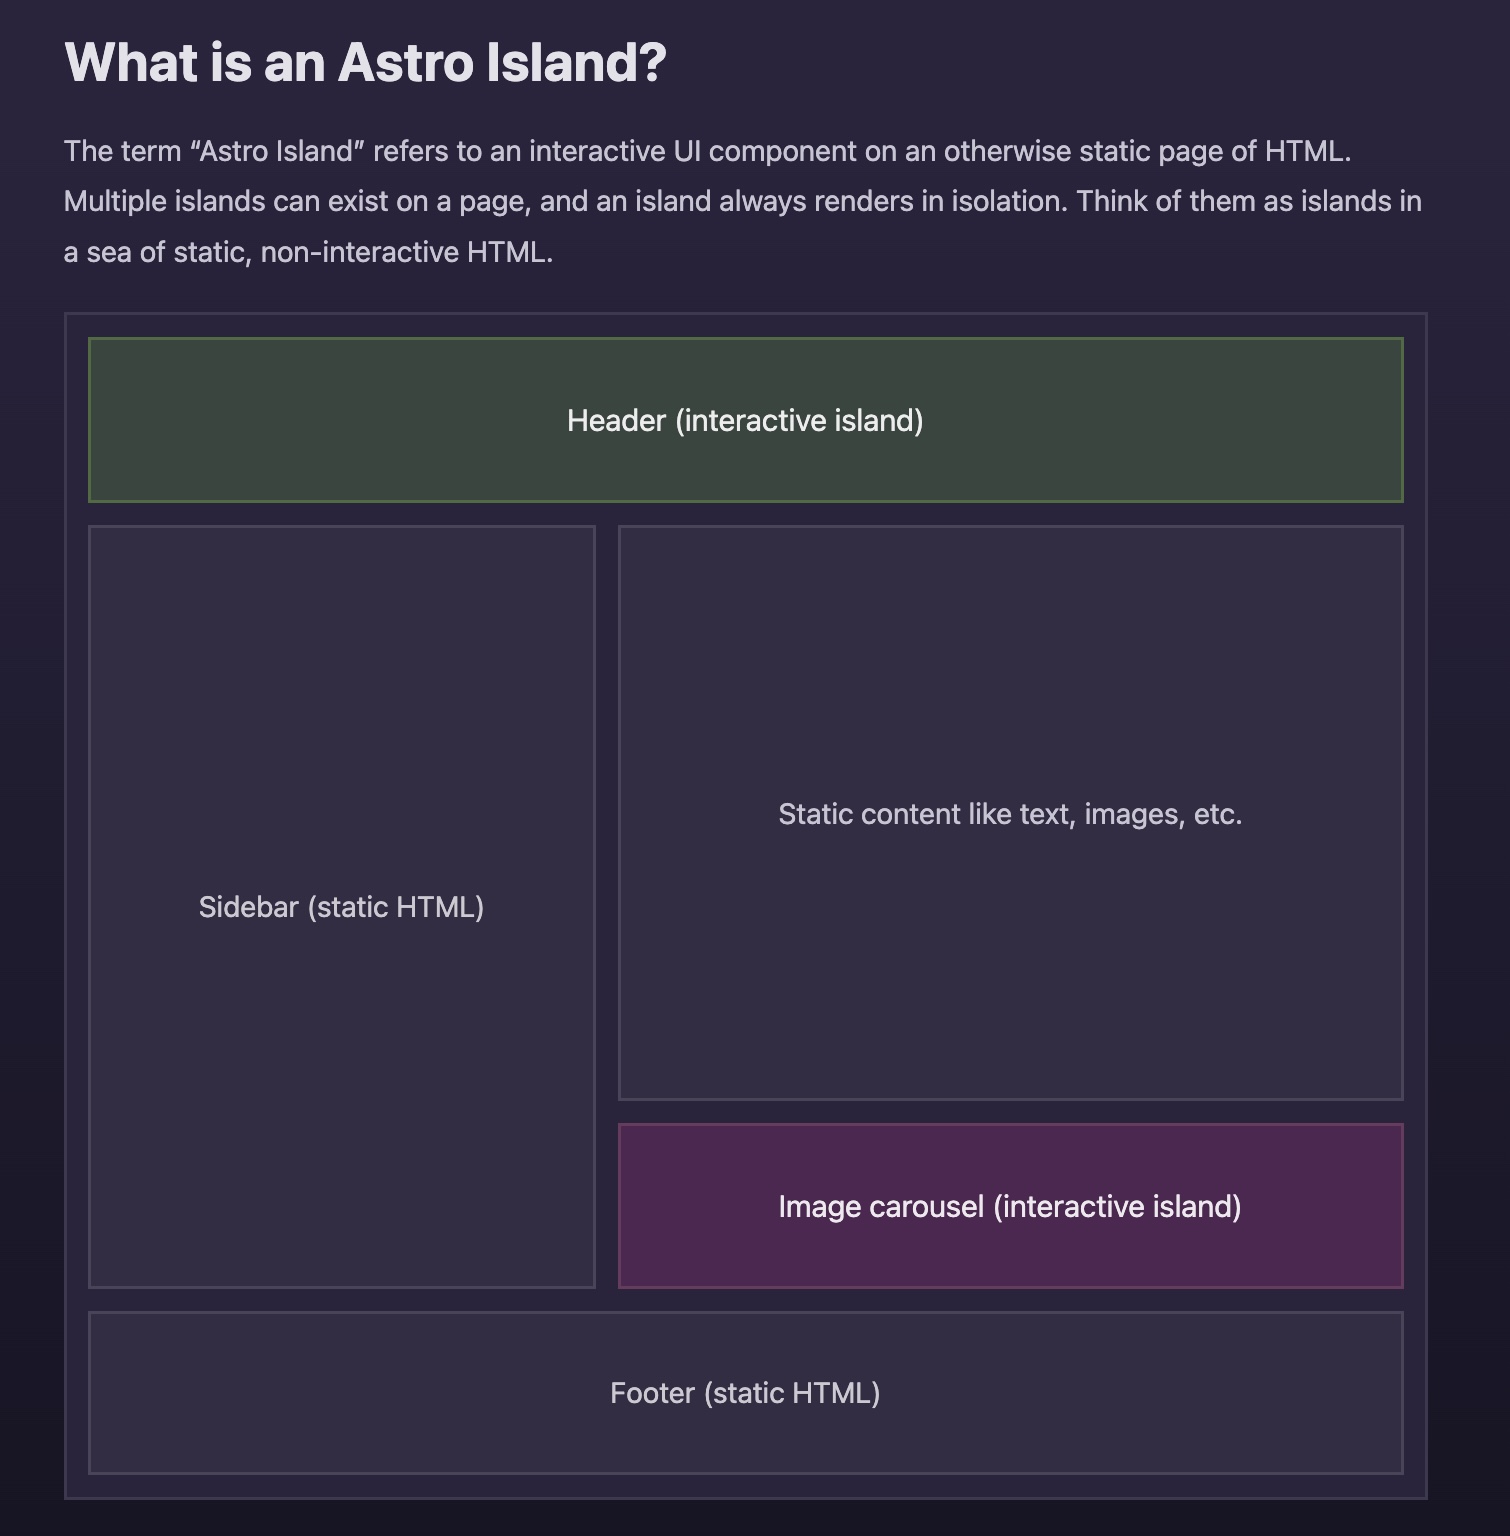 What is an Astro Island?
The term “Astro Island” refers to an interactive UI component on an otherwise static page of HTML.
Multiple islands can exist on a page, and an island always renders in isolation. Think of them as islands in
a sea of static, non-interactive HTML.
Header (interactive island)
Sidebar (static HTML)
Static content like text, images, etc.
Image carousel (interactive island)
Footer (static HTML)